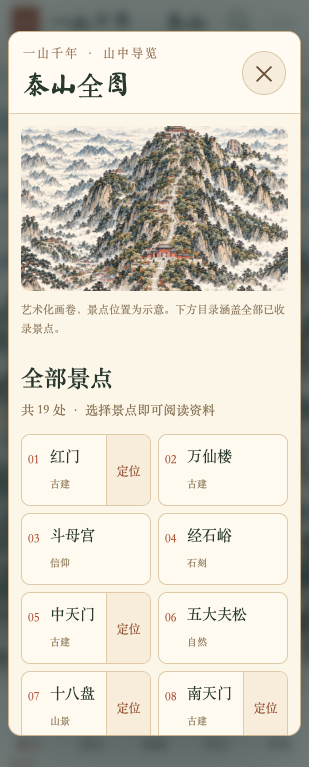 一山千年 · 山中导览
泰山全图
艺术化画卷，景点位置为示意。下方目录涵盖全部已收
录景点。
全部景点
共 19 处 · 选择景点即可阅读资料
01 红门
古建
定位
02 万仙楼
古建
03 斗母宫
信仰
04 经石峪
石刻
05 中天门
古建
定位
06 五大夫松
自然
07 十八盘
山景
定位
08 南天门
古建
定位